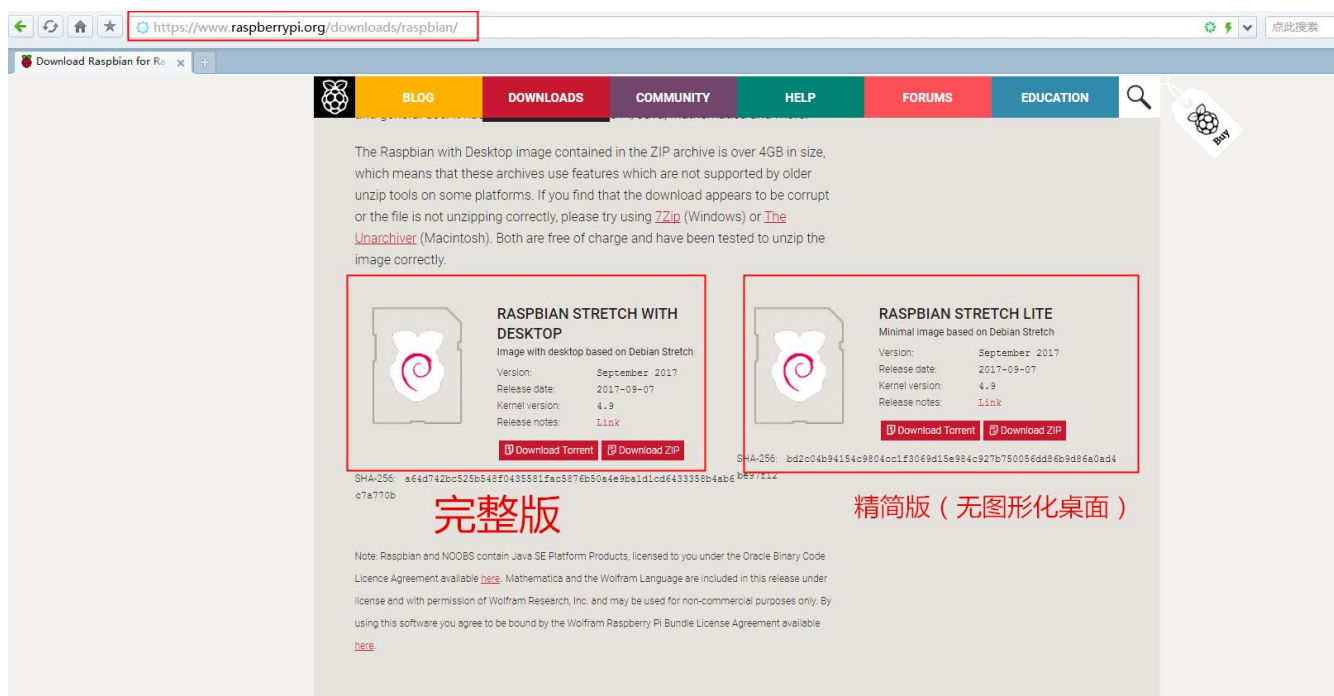 https://www.raspberrypi.org/downloads/raspbian/
点此搜索
Download Raspbian for Ra
BLOG
DOWNLOADS
COMMUNITY
HELP
FORUMS
EDUCATION
Buy
The Raspbian with Desktop image contained in the ZIP archive is over 4GB in size,
which means that these archives use features which are not supported by older
unzip tools on some platforms. If you find that the download appears to be corrupt
or the file is not unzipping correctly, please try using 7Zip (Windows) or The
Unarchiver (Macintosh). Both are free of charge and have been tested to unzip the
image correctly.
RASPBIAN STRETCH WITH
DESKTOP
Image with desktop based on Debian Stretch
Version: September 2017
Release date: 2017-09-07
Kernel version: 4.9
Release notes: Link
Download Torrent Download ZIP
SHA-256: a64d742bc525b548f0435581fac5876b50a4e9ba1d1cd6433358b4ab6
c7a770b
完整版
RASPBIAN STRETCH LITE
Minimal image based on Debian Stretch
Version: September 2017
Release date: 2017-09-07
Kernel version: 4.9
Release notes: Link
Download Torrent Download ZIP
SHA-256: bd2c04b94154c9804cc1f3069d15e984c927b750056dd86b9d86a0ad4
be97f12
精简版（无图形化桌面）
Note: Raspbian and NOOBS contain Java SE Platform Products, licensed to you under the Oracle Binary Code
Licence Agreement available here. Mathematica and the Wolfram Language are included in this release under
license and with permission of Wolfram Research, Inc. and may be used for non-commercial purposes only. By
using this software you agree to be bound by the Wolfram Raspberry Pi Bundle License Agreement available
here.